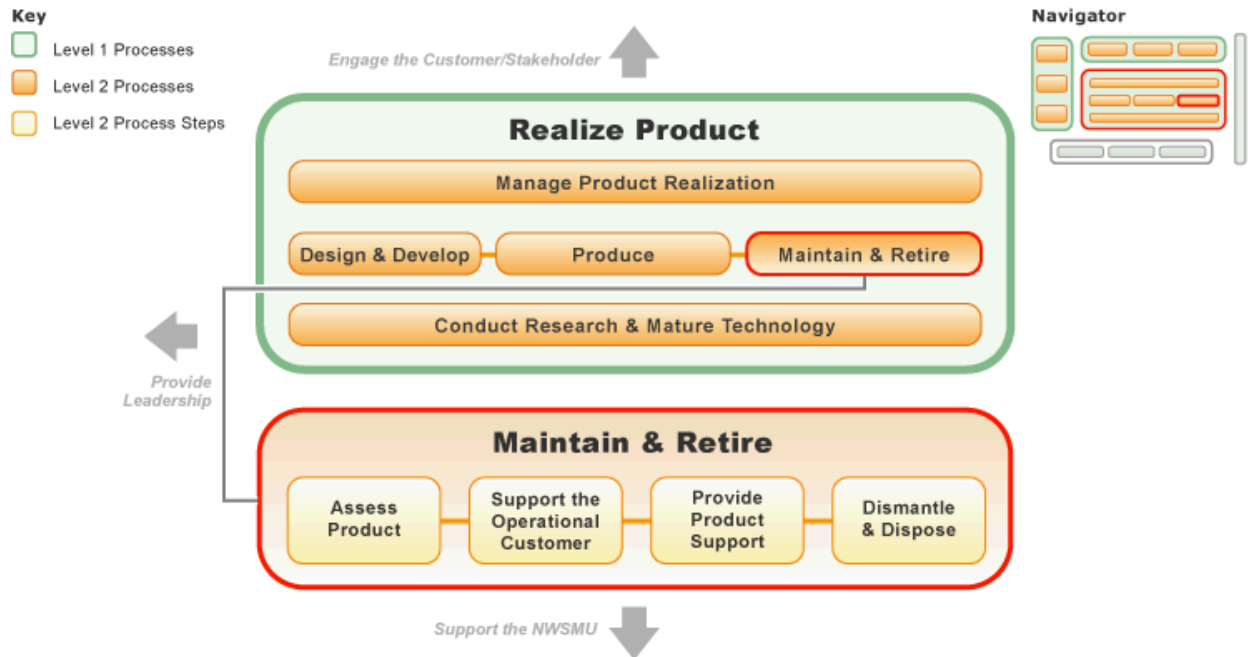 Key
Level 1 Processes
Level 2 Processes
Level 2 Process Steps
Navigator
Engage the Customer/Stakeholder
Realize Product
Manage Product Realization
Design & Develop
Produce
Maintain & Retire
Conduct Research & Mature Technology
Provide
Leadership
Maintain & Retire
Assess
Product
Support the
Operational
Customer
Provide
Product
Support
Dismantle
& Dispose
Support the NWSMU